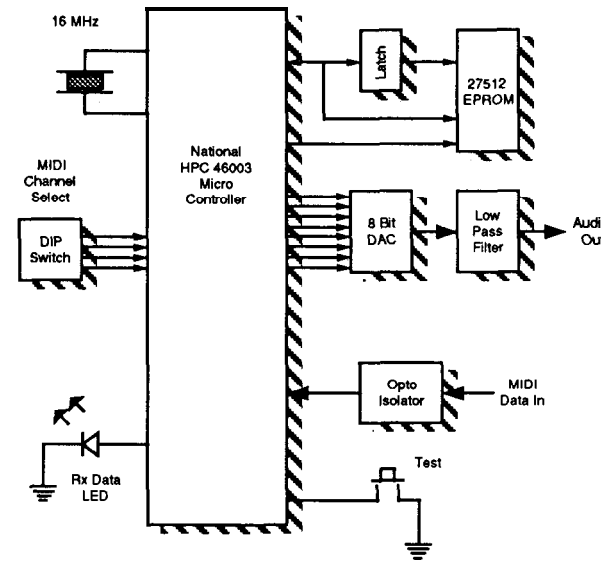 16 MHz
Latch
27512
EPROM
National
HPC 46003
Micro
Controller
MIDI
Channel
Select
DIP
Switch
8 Bit
DAC
Low
Pass
Filter
Audi
Out
Opto
Isolator
MIDI
Data In
Rx Data
LED
Test